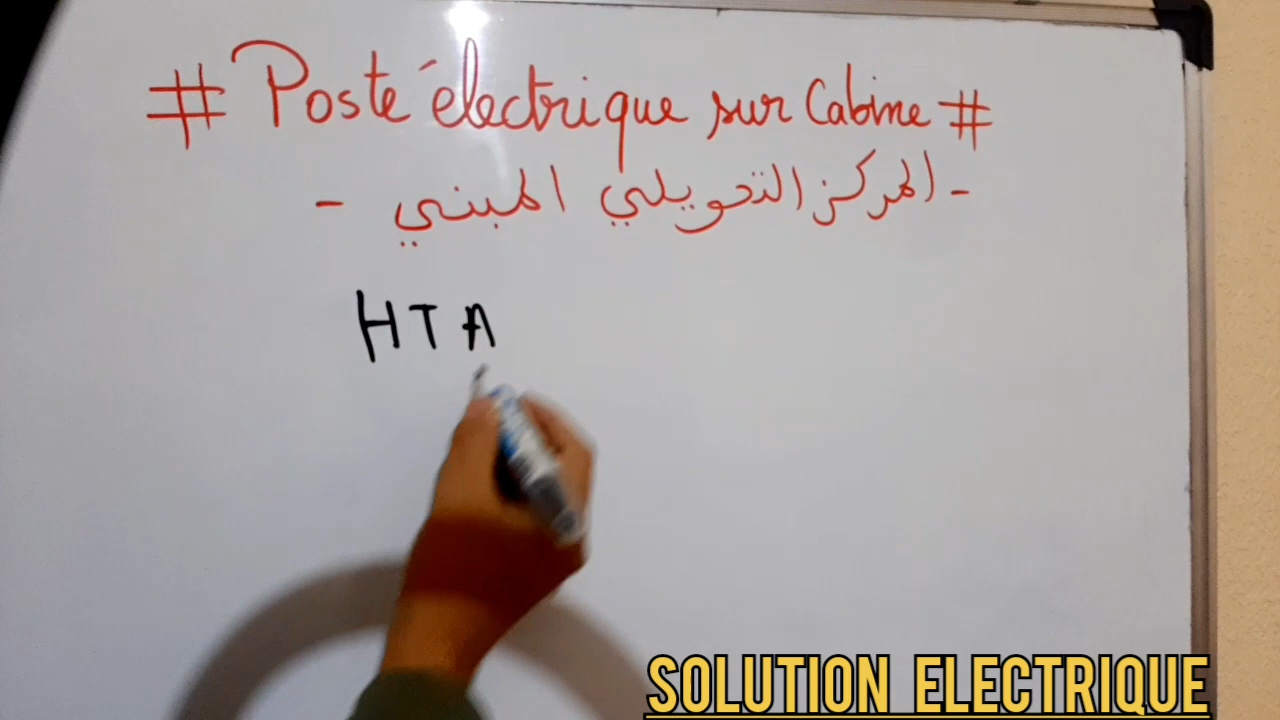 # Poste électrique sur Cabine #
- المركز التحويلي المبني -
HTA
SOLUTION ELECTRIQUE